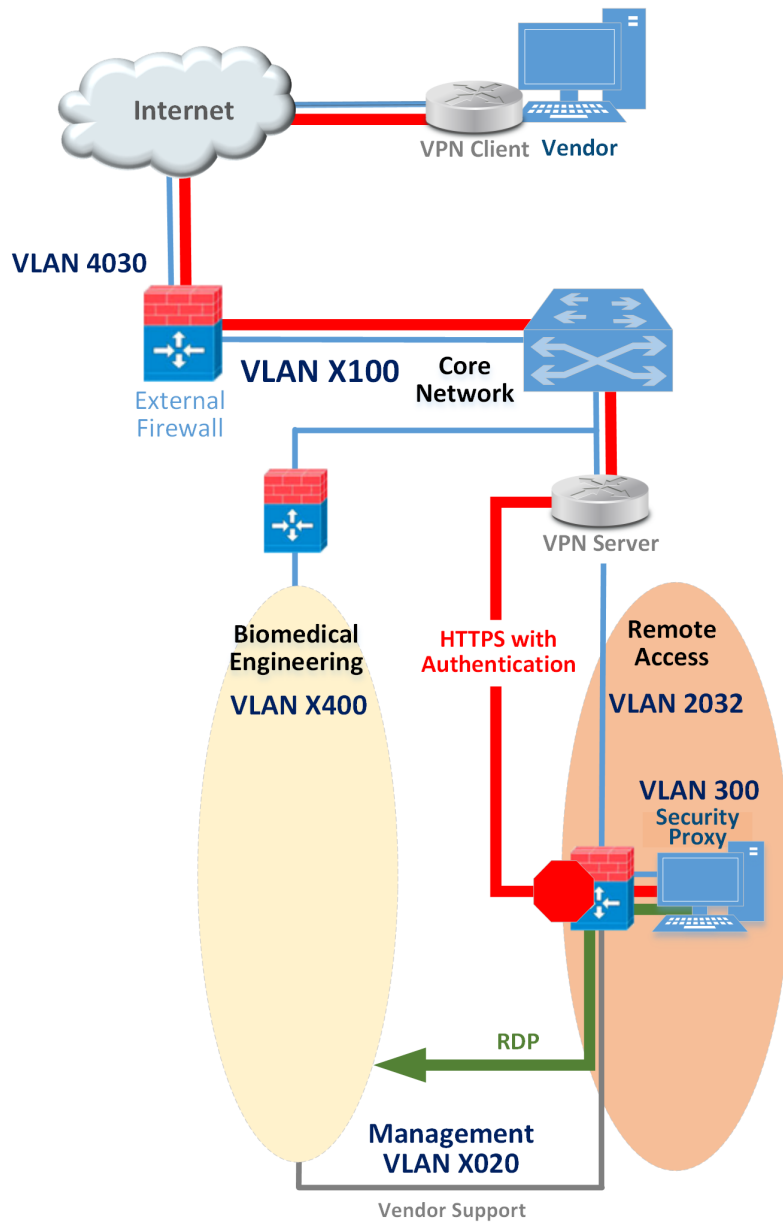 Internet
VPN Client
Vendor
VLAN 4030
VLAN X100
Core
Network
External
Firewall
VPN Server
Biomedical
Engineering
VLAN X400
HTTPS with
Authentication
Remote
Access
VLAN 2032
VLAN 300
Security
Proxy
RDP
Management
VLAN X020
Vendor Support